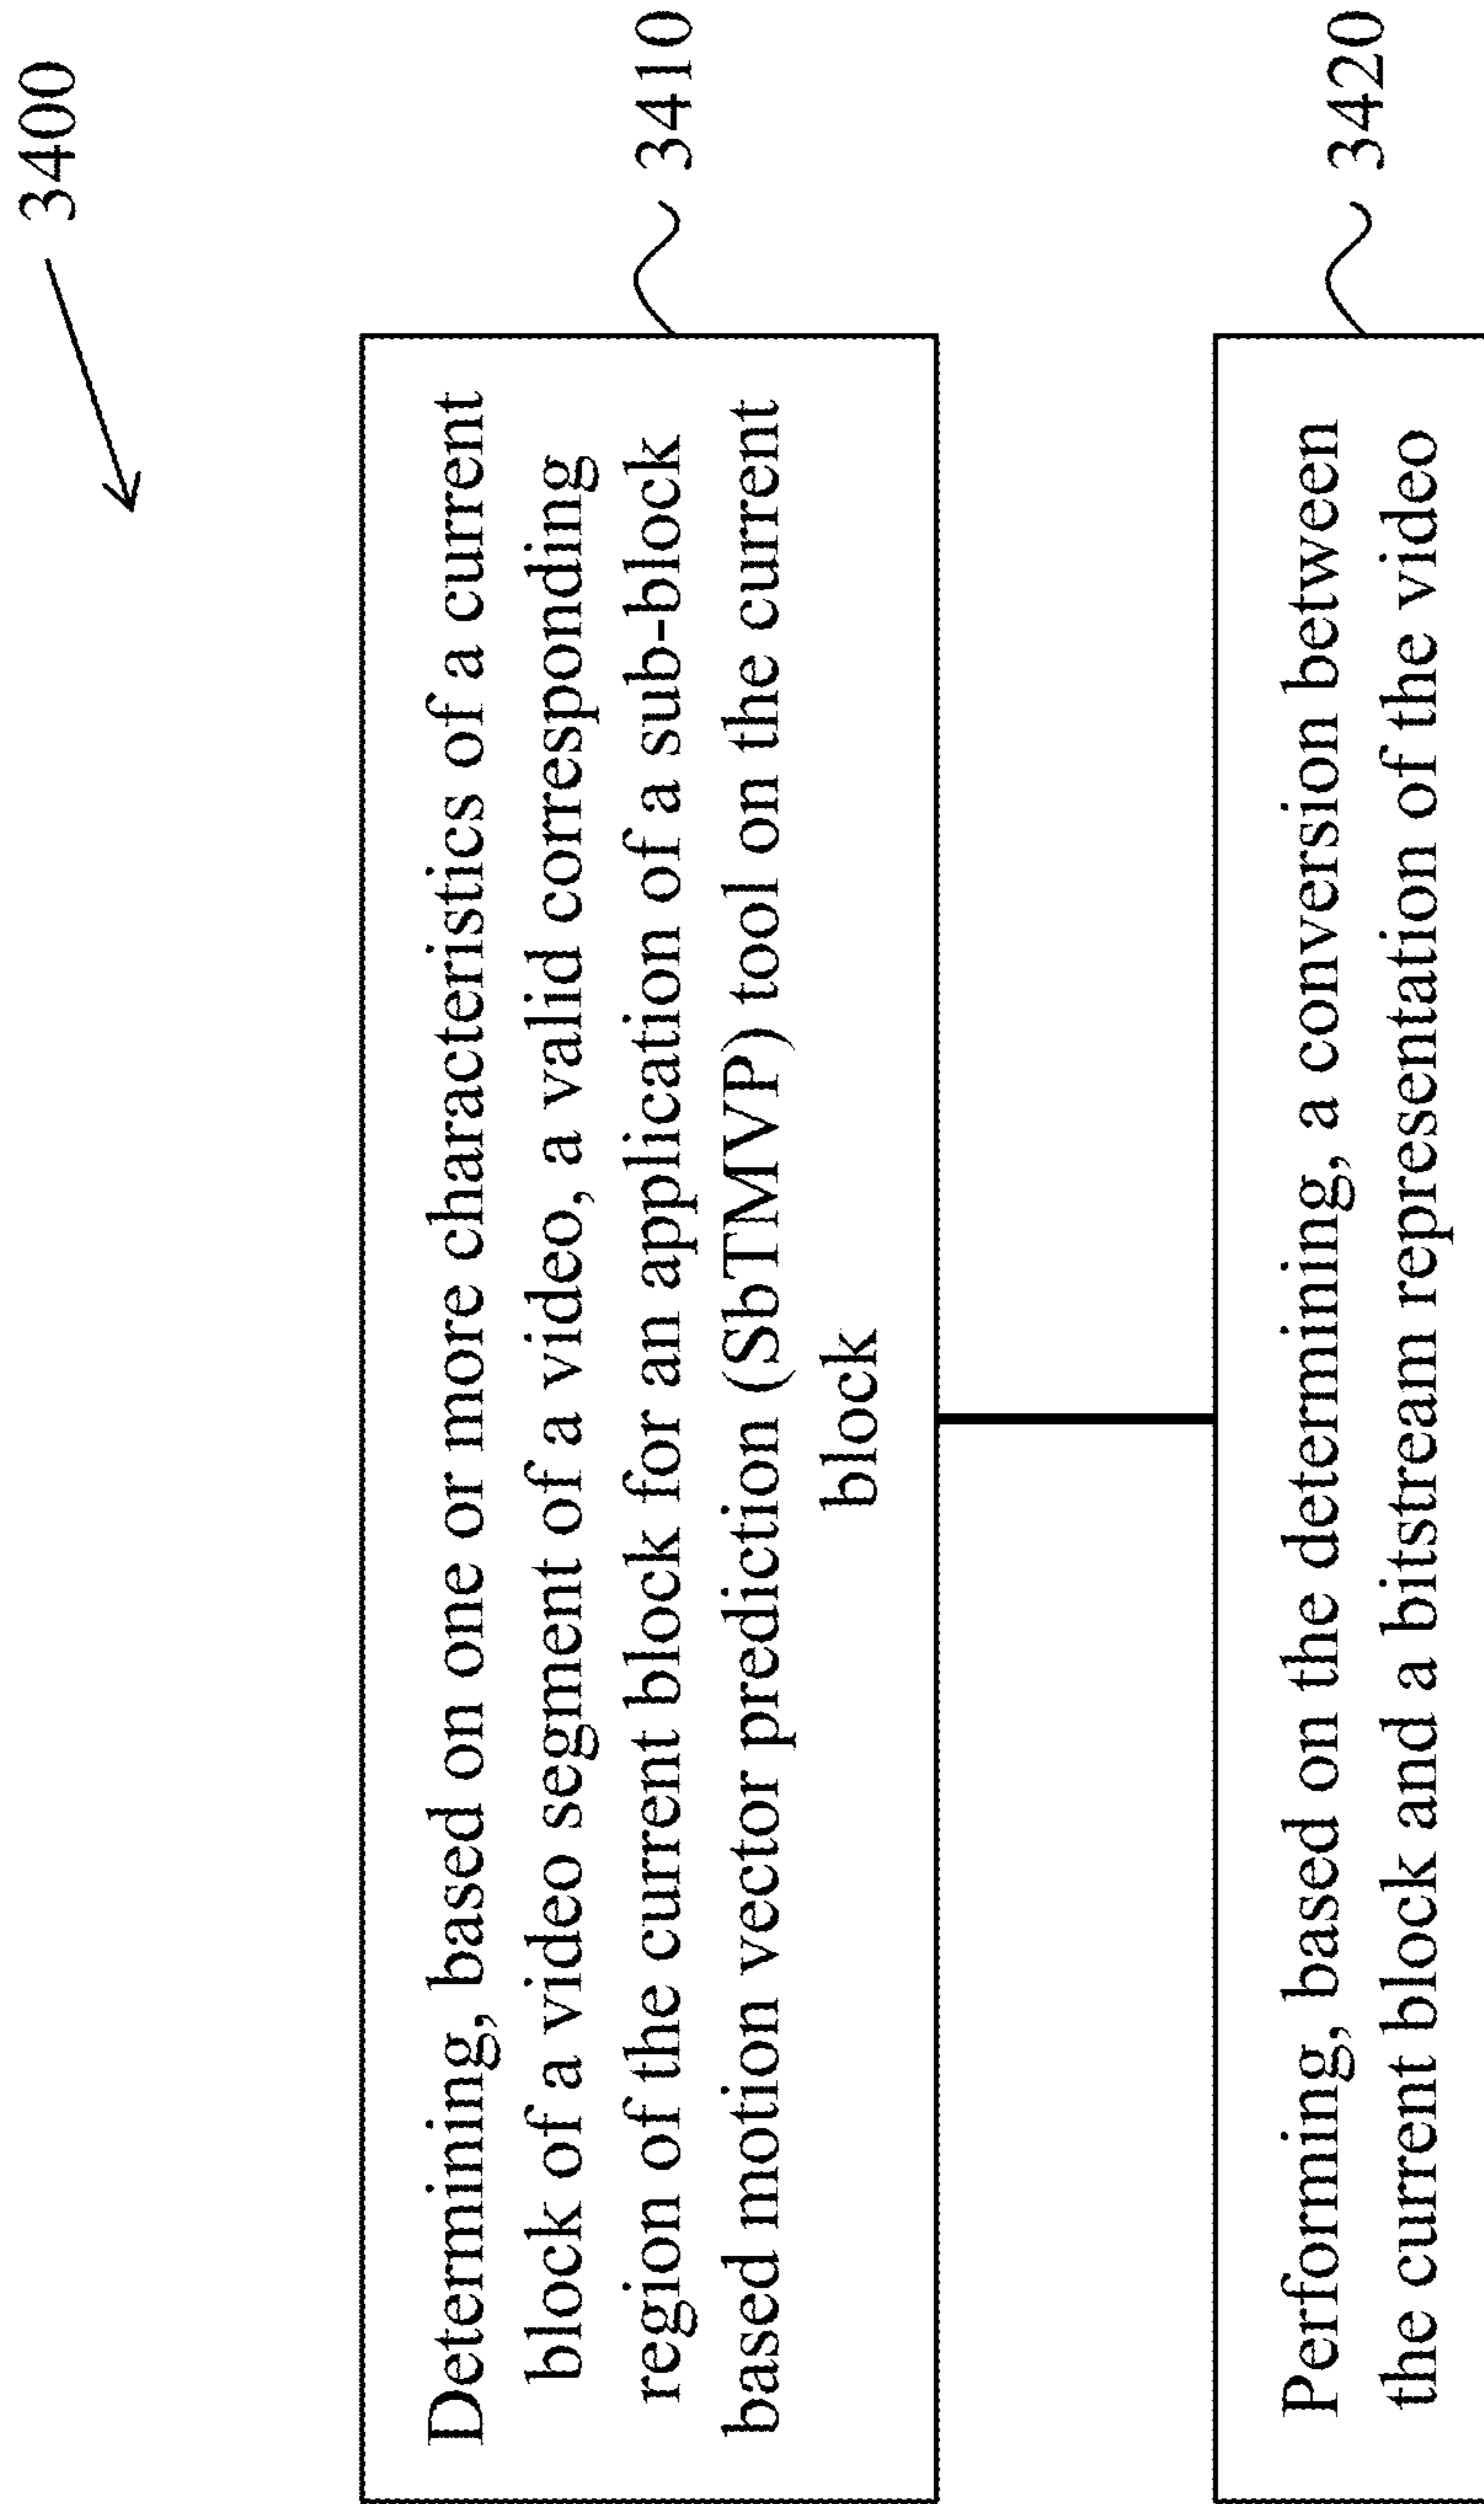 3400
Determining, based on one or more characteristics of a current
block of a video segment of a video, a valid corresponding
region of the current block for an application of a sub-block
based motion vector prediction (SbTMVP) tool on the current
block
3410
Performing, based on the determining, a conversion between
the current block and a bitstream representation of the video
3420